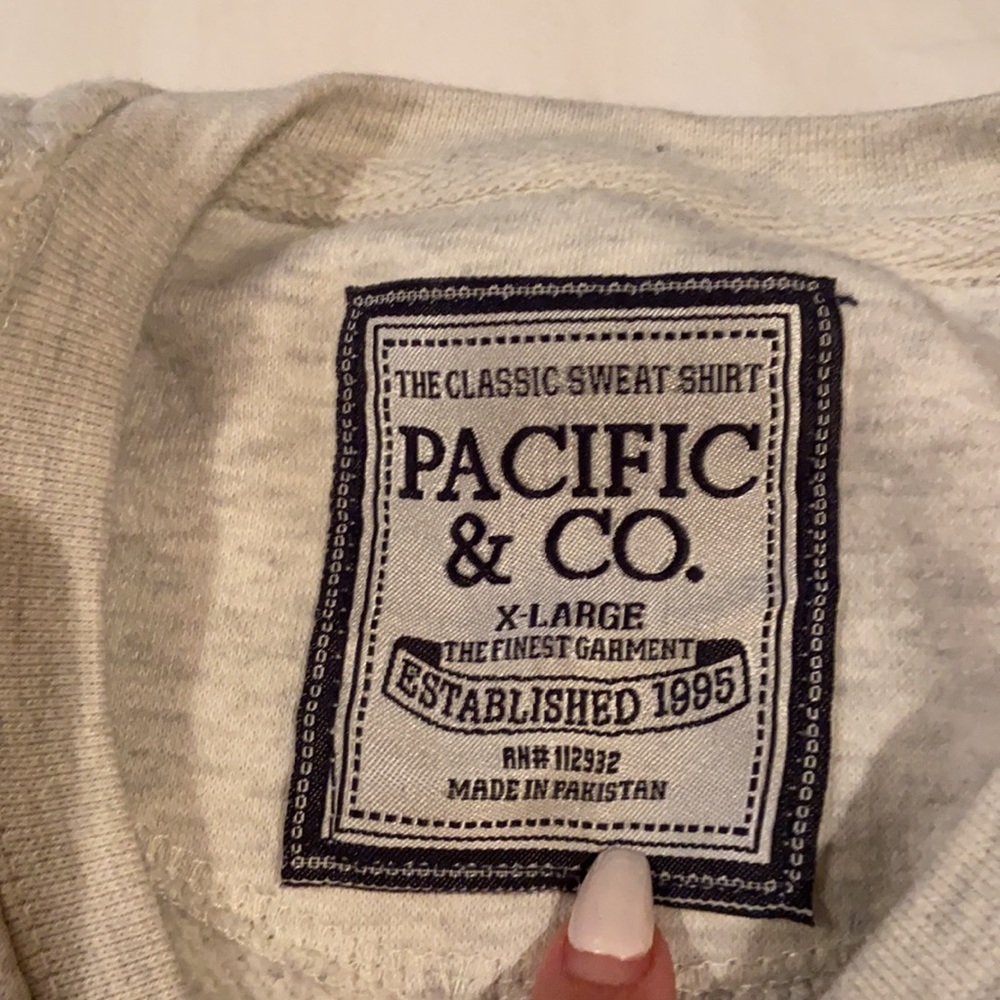 THE CLASSIC SWEAT SHIRT
PACIFIC
& CO.
X-LARGE
THE FINEST GARMENT
ESTABLISHED 1995
RN# 112932
MADE IN PAKISTAN